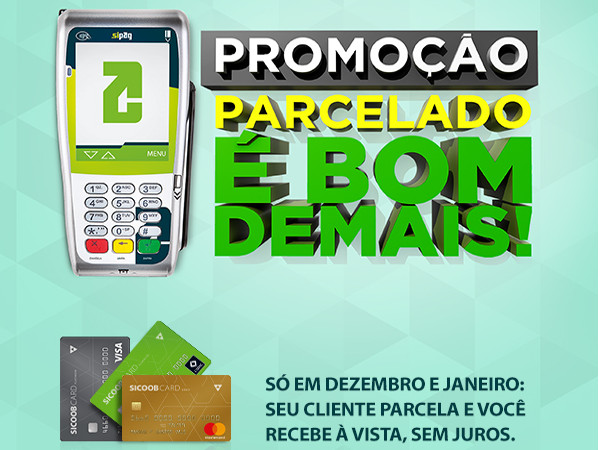 sipag
PROMOÇÃO
PARCELADO
É BOM
DEMAIS!
MENU
SICOOBCARD
VISA
SICOOBCARD
SICOOBCARD
mastercard
SÓ EM DEZEMBRO E JANEIRO:
SEU CLIENTE PARCELA E VOCÊ
RECEBE À VISTA, SEM JUROS.